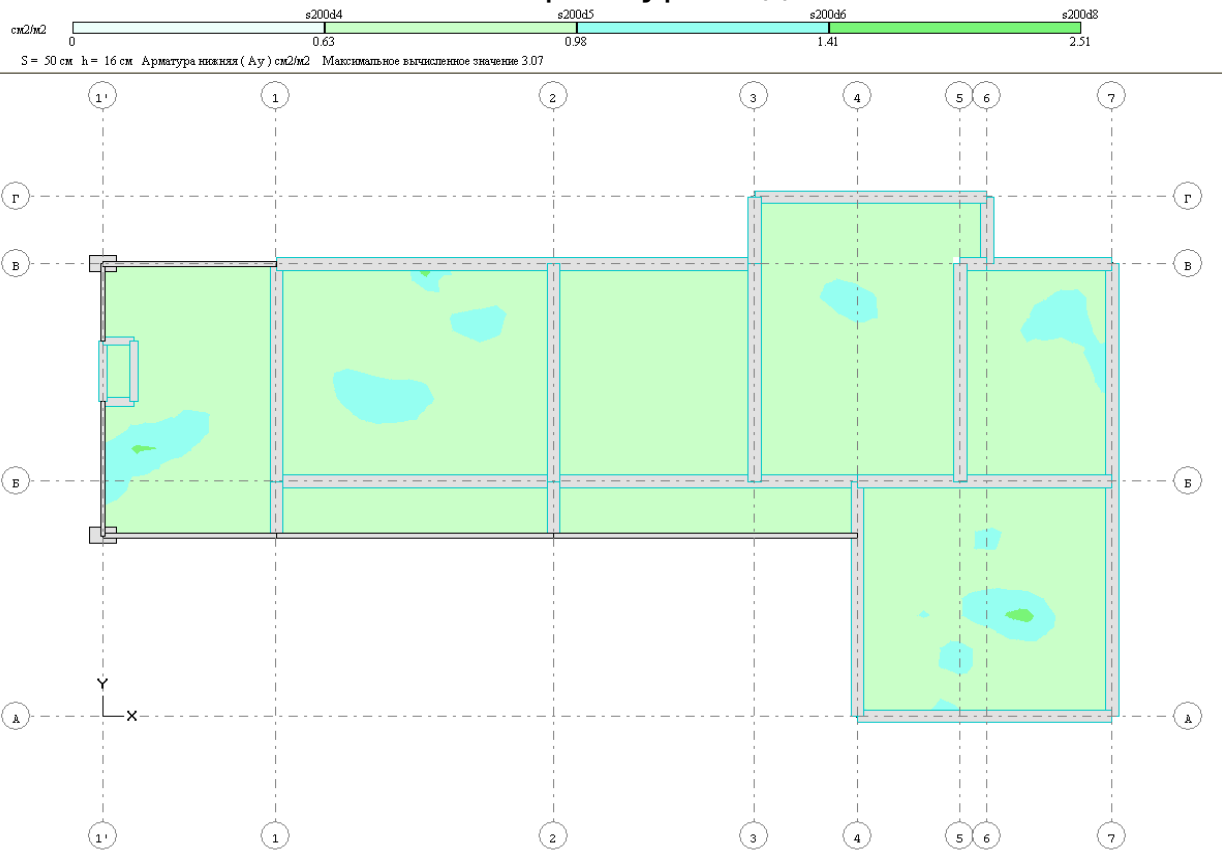 s200d4 s200d5 s200d6 s200d8
см2/м2
0 0.63 0.98 1.41 2.51
S = 50 см h = 16 см Арматура нижняя ( Ay ) см2/м2 Максимальное вычисленное значение 3.07
1' 1 2 3 4 5 6 7
Г Г
В В
Б Б
Y
X
А А
1' 1 2 3 4 5 6 7